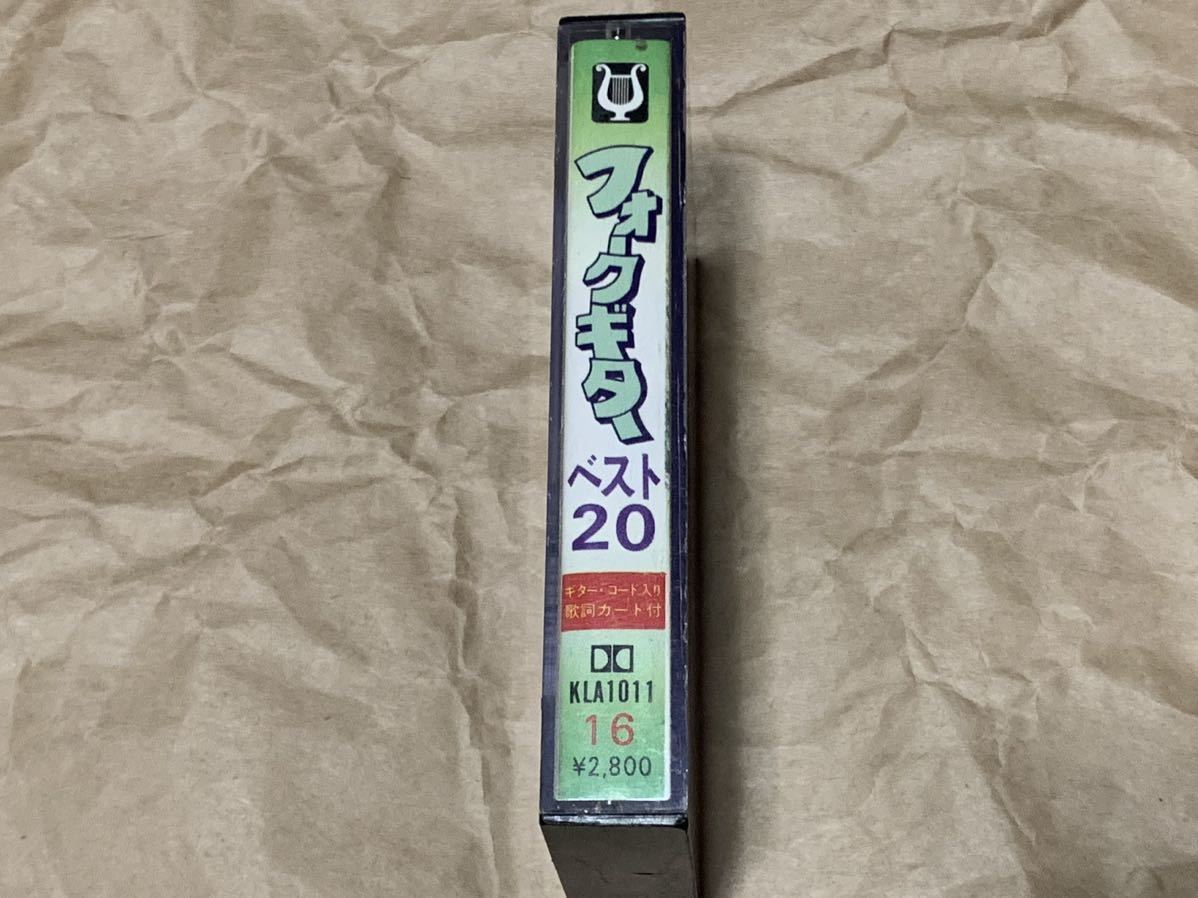 フォークギター
ベスト
20
ギター・コード入り
歌詞カード付
KLA1011
16
¥2,800